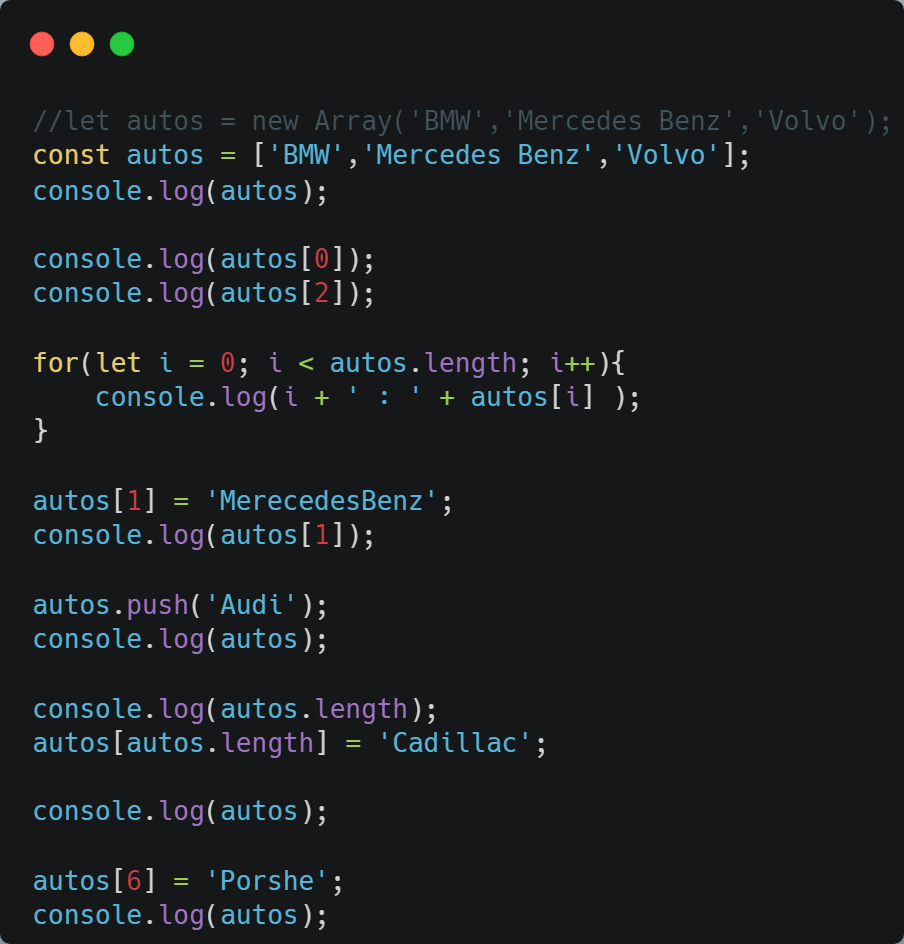 //let autos = new Array('BMW','Mercedes Benz','Volvo');
const autos = ['BMW','Mercedes Benz','Volvo'];
console.log(autos);

console.log(autos[0]);
console.log(autos[2]);

for(let i = 0; i < autos.length; i++){
    console.log(i + ' : ' + autos[i] );
}

autos[1] = 'MerecedesBenz';
console.log(autos[1]);

autos.push('Audi');
console.log(autos);

console.log(autos.length);
autos[autos.length] = 'Cadillac';

console.log(autos);

autos[6] = 'Porshe';
console.log(autos);